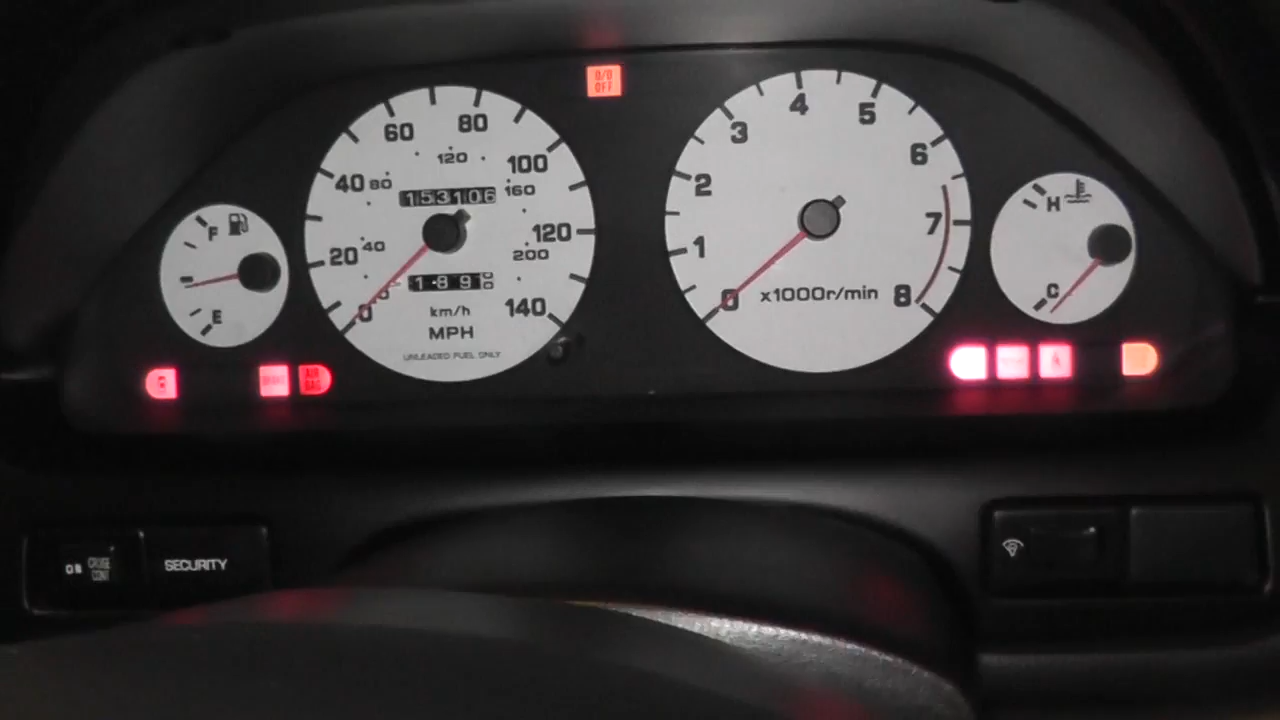 O/D
OFF
F
E
0
20
40
60
80
100
120
140
40
80
120
160
200
153106
189
km/h
MPH
UNLEADED FUEL ONLY
0
1
2
3
4
5
6
7
8
x1000r/min
H
C
AIR
BAG
ON
CRUISE
CONT
SECURITY